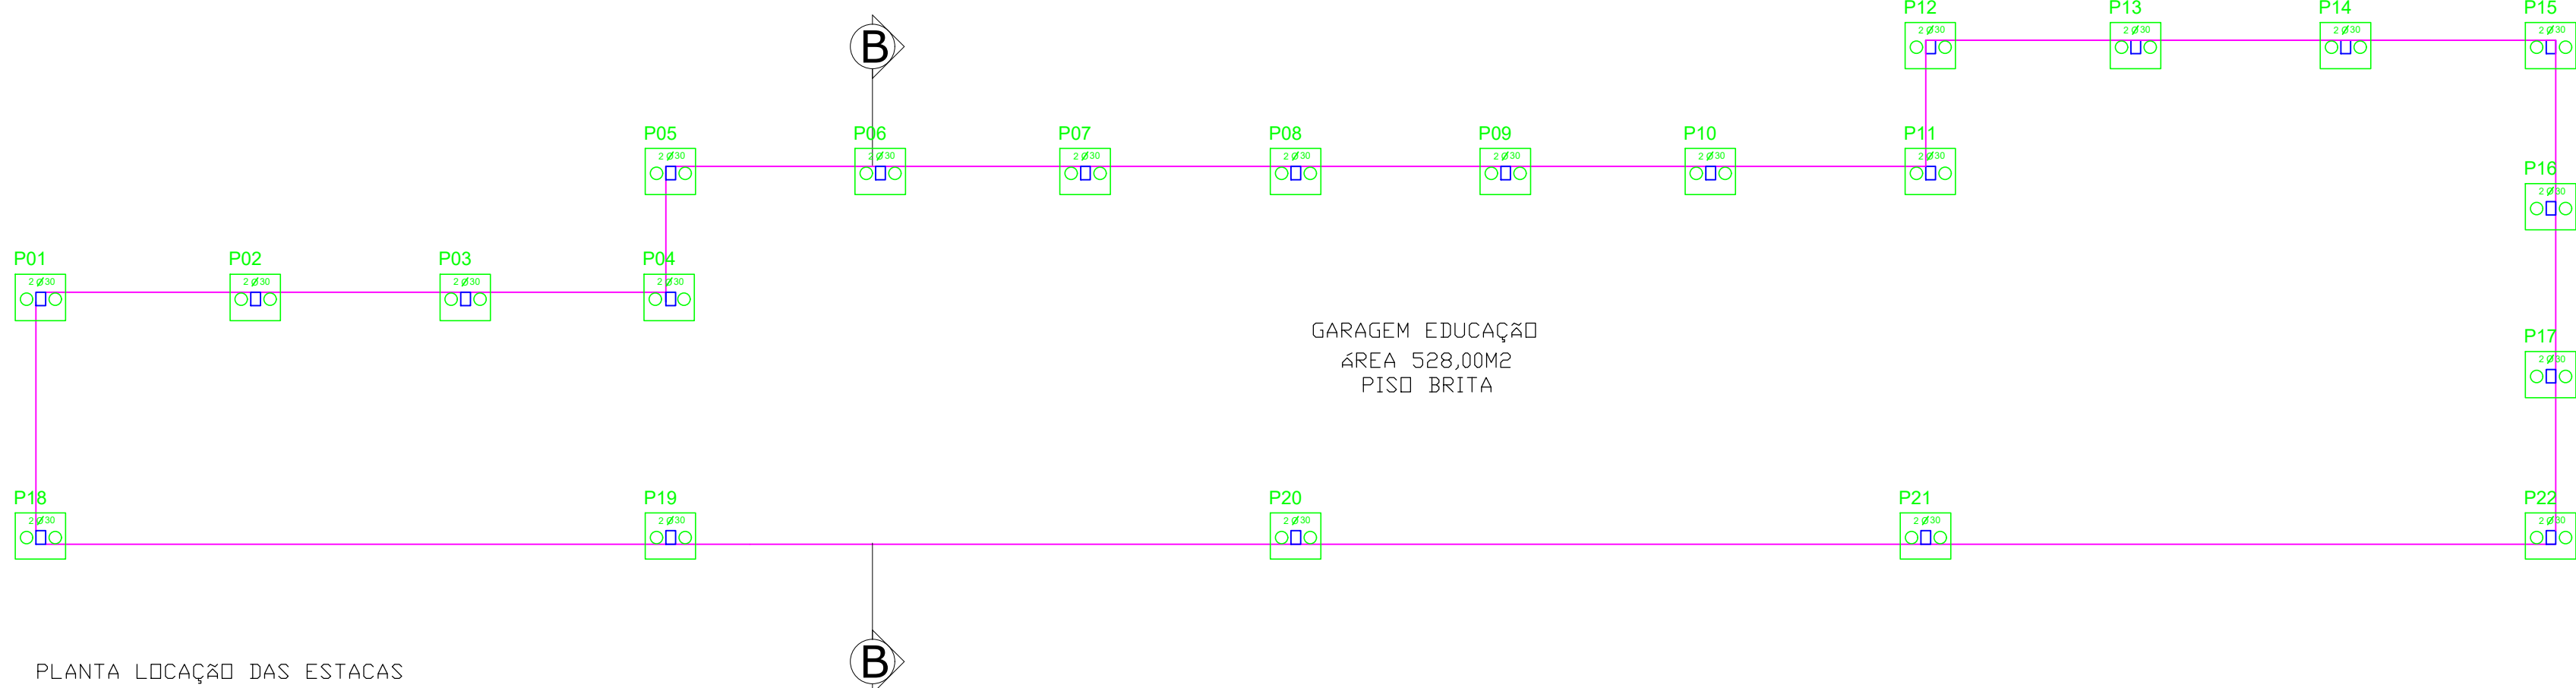 P12 P13 P14 P15
2 Ø30 2 Ø30 2 Ø30 2 Ø30
B
P05 P06 P07 P08 P09 P10 P11
2 Ø30 2 Ø30 2 Ø30 2 Ø30 2 Ø30 2 Ø30 2 Ø30
P16
2 Ø30
P01 P02 P03 P04
2 Ø30 2 Ø30 2 Ø30 2 Ø30
GARAGEM EDUCAÇÃO
ÁREA 528,00M2
PISO BRITA
P17
2 Ø30
P18 P19 P20 P21 P22
2 Ø30 2 Ø30 2 Ø30 2 Ø30 2 Ø30
B
PLANTA LOCAÇÃO DAS ESTACAS